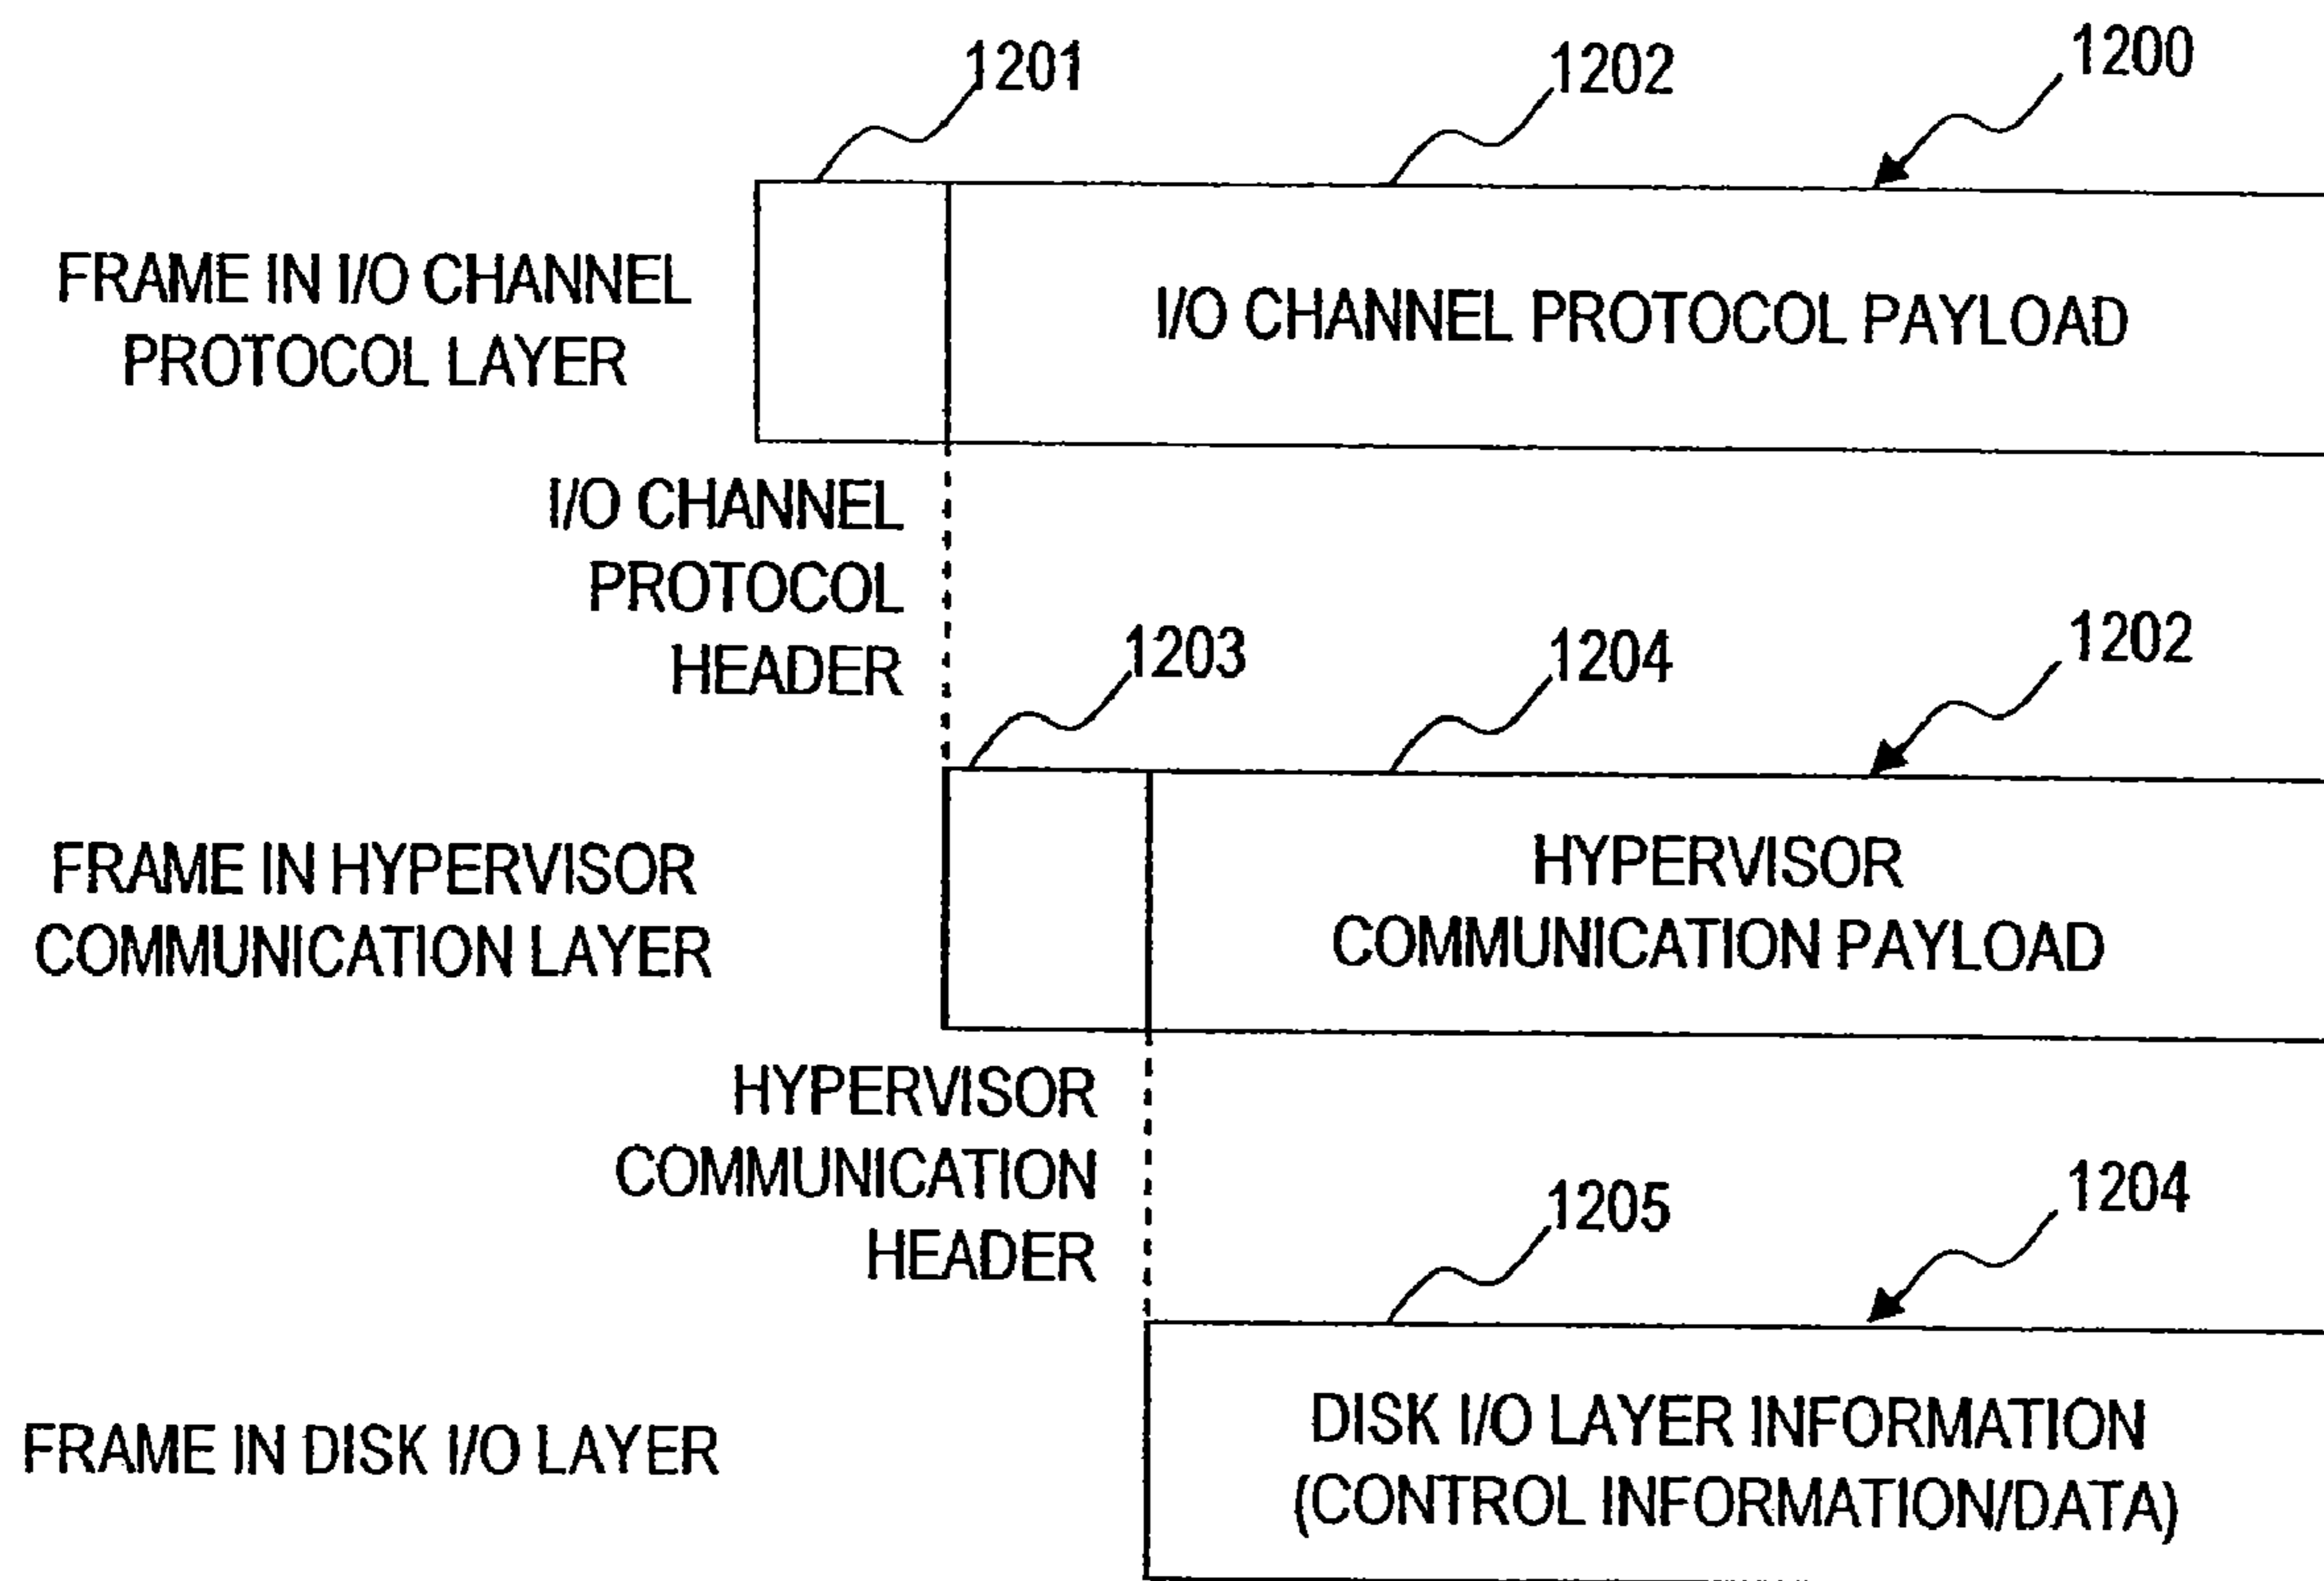 1201
1202
1200
FRAME IN I/O CHANNEL
PROTOCOL LAYER
I/O CHANNEL PROTOCOL PAYLOAD
I/O CHANNEL
PROTOCOL
HEADER
1203
1204
1202
FRAME IN HYPERVISOR
COMMUNICATION LAYER
HYPERVISOR
COMMUNICATION PAYLOAD
HYPERVISOR
COMMUNICATION
HEADER
1205
1204
FRAME IN DISK I/O LAYER
DISK I/O LAYER INFORMATION
(CONTROL INFORMATION/DATA)